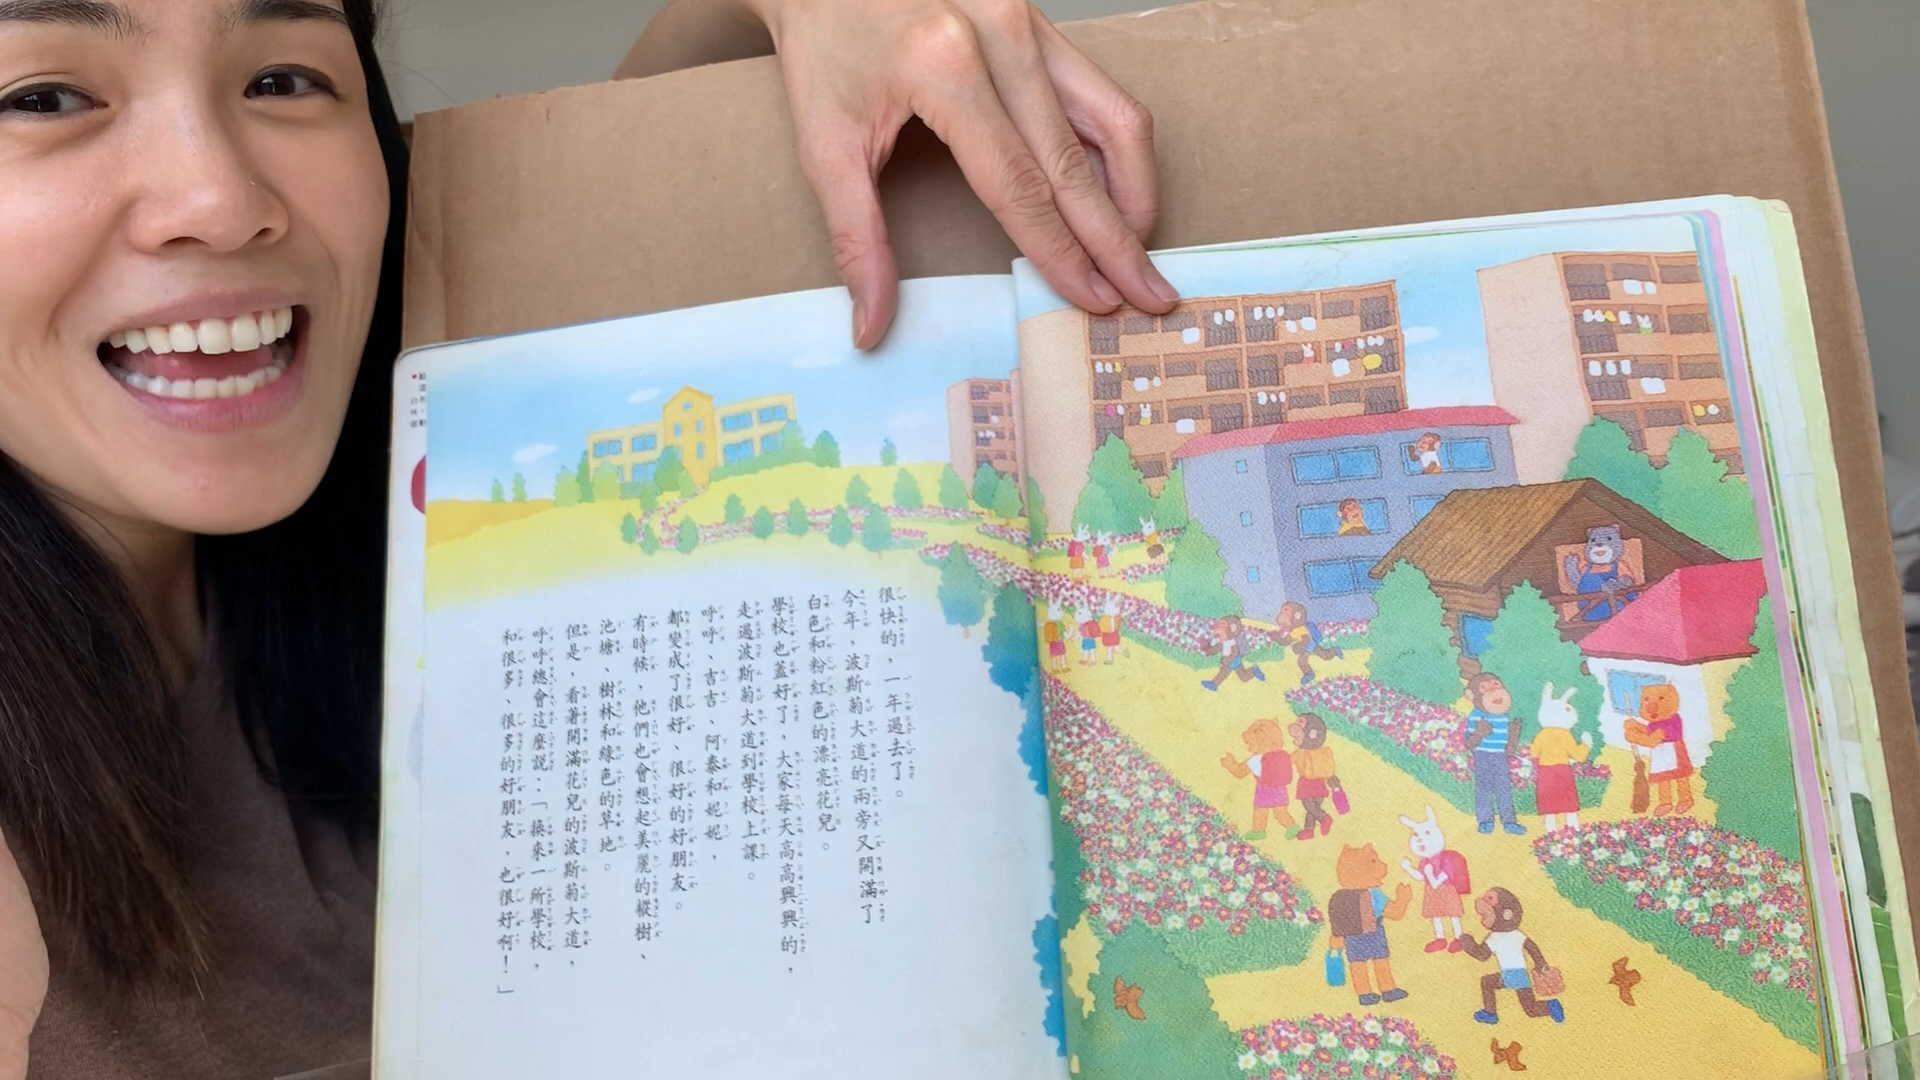 很快的，一年過去了。
今年，波斯菊大道的兩旁又開滿了
白色和粉紅色的漂亮花兒。
學校也蓋好了，大家每天高高興興的，
走過波斯菊大道到學校上課。
呼呼、吉吉、阿泰和妮妮，
都變成了很好、很好的好朋友。
有時候，他們也會想起美麗的樅樹、
池塘、樹林和綠色的草地。
但是，看著開滿花兒的波斯菊大道，
呼呼總會這麼說：「換來一所學校，
和很多、很多的好朋友，也很好啊！」